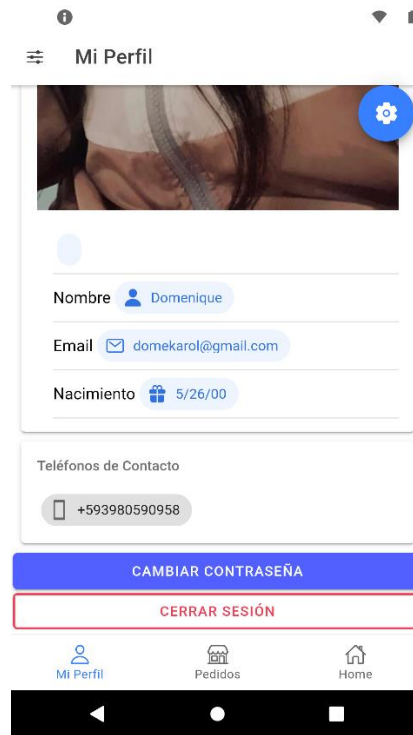 Mi Perfil
Nombre Domenique
Email domekarol@gmail.com
Nacimiento 5/26/00
Teléfonos de Contacto
+593980590958
CAMBIAR CONTRASEÑA
CERRAR SESIÓN
Mi Perfil Pedidos Home